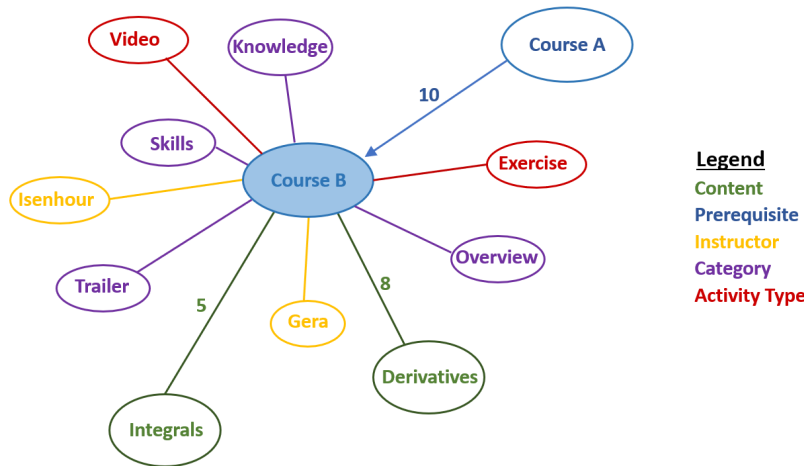 Video
Knowledge
Course A
10
Skills
Course B
Exercise
Isenhour
Trailer
Overview
5
8
Gera
Derivatives
Integrals
Legend
Content
Prerequisite
Instructor
Category
Activity Type